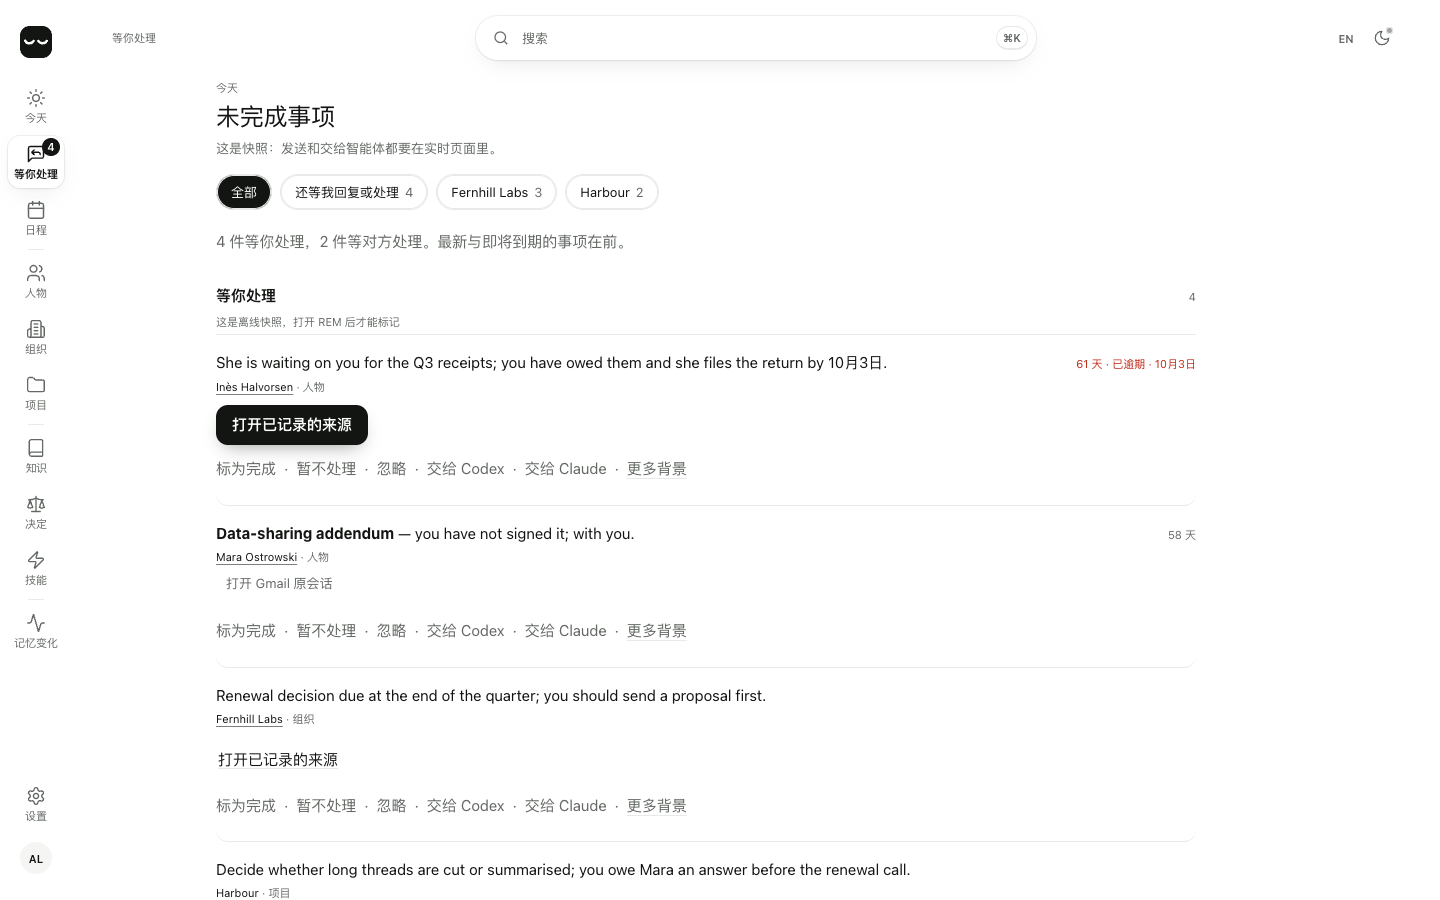 等你处理
搜索
⌘K
EN
今天
4
等你处理
日程
人物
组织
项目
知识
决定
技能
记忆变化
设置
AL
今天
未完成事项
这是快照：发送和交给智能体都要在实时页面里。
全部
还等我回复或处理 4
Fernhill Labs 3
Harbour 2
4 件等你处理，2 件等对方处理。最新与即将到期的事项在前。
等你处理 4
这是离线快照，打开 REM 后才能标记
She is waiting on you for the Q3 receipts; you have owed them and she files the return by 10月3日. 61 天 · 已逾期 · 10月3日
Inès Halvorsen · 人物
打开已记录的来源
标为完成 · 暂不处理 · 忽略 · 交给 Codex · 交给 Claude · 更多背景
Data-sharing addendum — you have not signed it; with you. 58 天
Mara Ostrowski · 人物
打开 Gmail 原会话
标为完成 · 暂不处理 · 忽略 · 交给 Codex · 交给 Claude · 更多背景
Renewal decision due at the end of the quarter; you should send a proposal first.
Fernhill Labs · 组织
打开已记录的来源
标为完成 · 暂不处理 · 忽略 · 交给 Codex · 交给 Claude · 更多背景
Decide whether long threads are cut or summarised; you owe Mara an answer before the renewal call.
Harbour · 项目